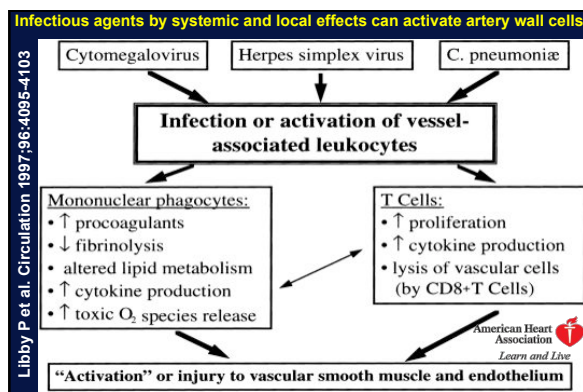 Infectious agents by systemic and local effects can activate artery wall cells
Libby P et al. Circulation 1997;96:4095-4103
Cytomegalovirus
Herpes simplex virus
C. pneumoniæ
Infection or activation of vessel-
associated leukocytes
Mononuclear phagocytes:
• ↑ procoagulants
• ↓ fibrinolysis
• altered lipid metabolism
• ↑ cytokine production
• ↑ toxic O₂ species release
T Cells:
• ↑ proliferation
• ↑ cytokine production
• lysis of vascular cells
(by CD8+T Cells)
American Heart
Association
Learn and Live
"Activation" or injury to vascular smooth muscle and endothelium